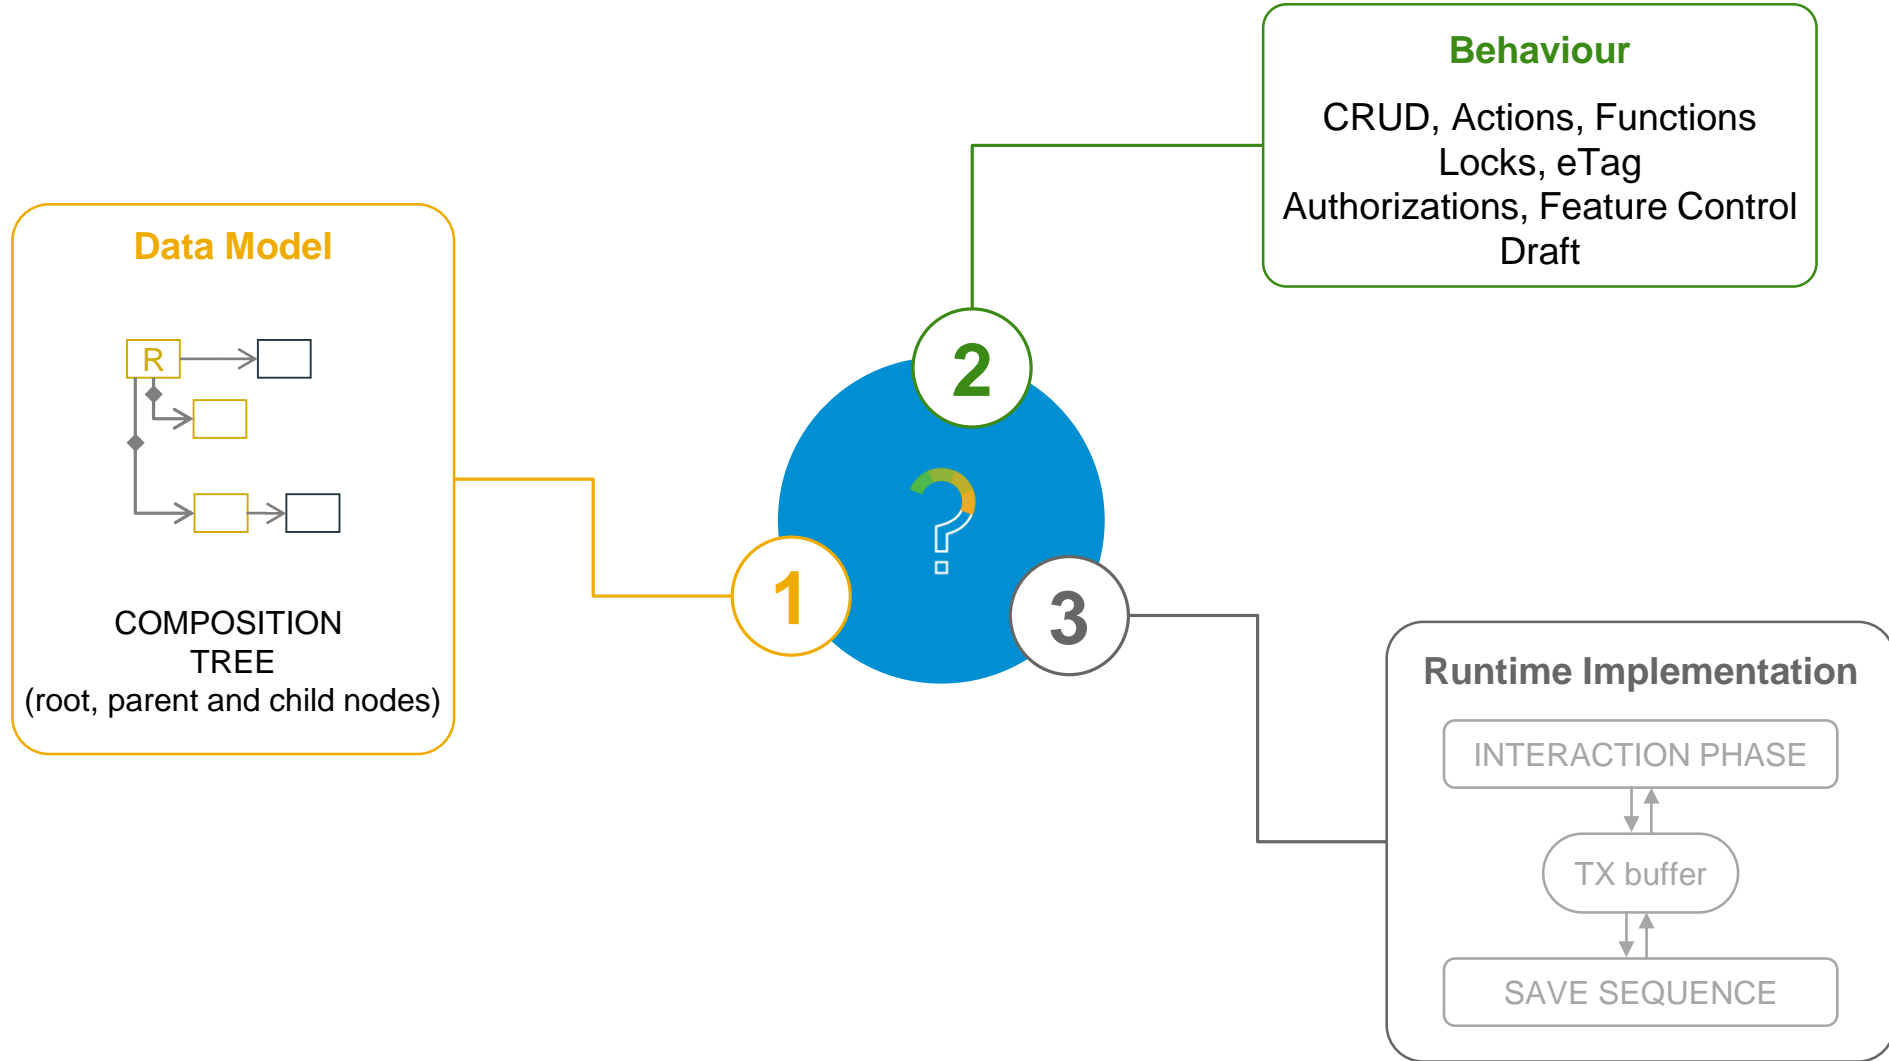 Data Model
R
COMPOSITION
TREE
(root, parent and child nodes)
1
Behaviour
CRUD, Actions, Functions
Locks, eTag
Authorizations, Feature Control
Draft
2
?
3
Runtime Implementation
INTERACTION PHASE
TX buffer
SAVE SEQUENCE